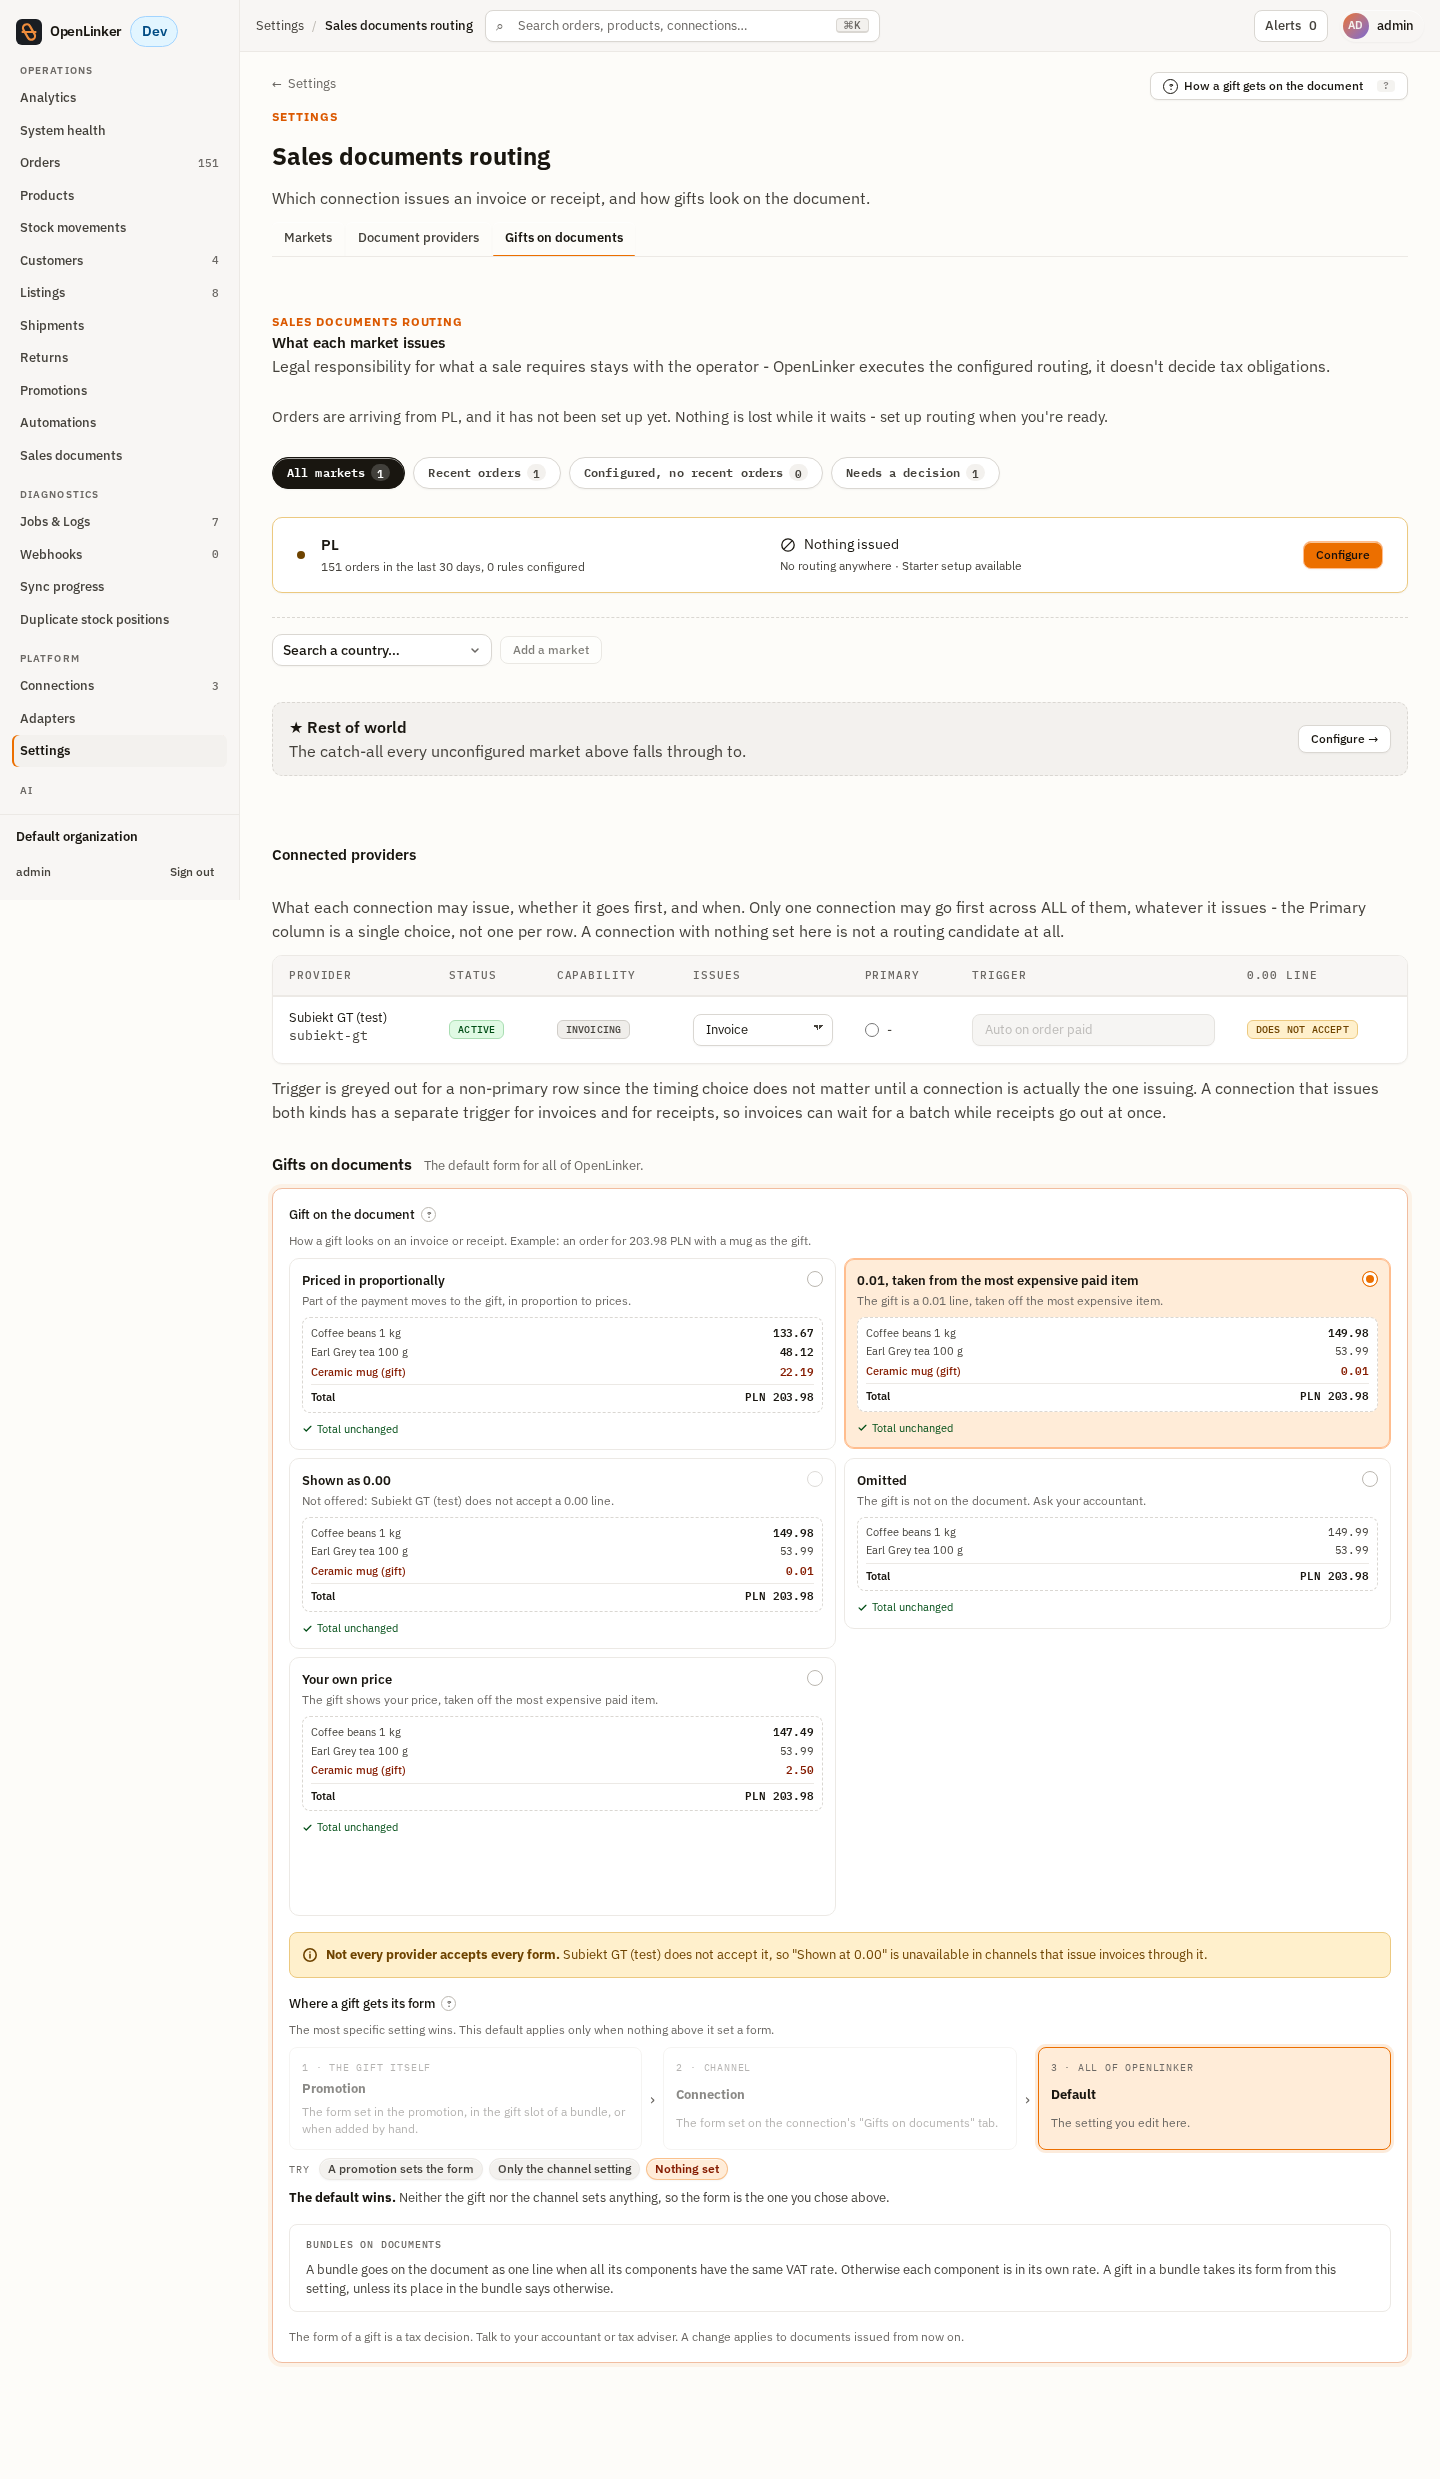 OpenLinker Dev
OPERATIONS
Analytics
System health
Orders 151
Products
Stock movements
Customers 4
Listings 8
Shipments
Returns
Promotions
Automations
Sales documents
DIAGNOSTICS
Jobs & Logs 7
Webhooks 0
Sync progress
Duplicate stock positions
PLATFORM
Connections 3
Adapters
Settings
AI
Default organization
admin Sign out
Settings / Sales documents routing
Search orders, products, connections... ⌘K
Alerts 0
AD admin
← Settings
? How a gift gets on the document ?
SETTINGS
Sales documents routing
Which connection issues an invoice or receipt, and how gifts look on the document.
Markets Document providers Gifts on documents
SALES DOCUMENTS ROUTING
What each market issues
Legal responsibility for what a sale requires stays with the operator - OpenLinker executes the configured routing, it doesn't decide tax obligations.
Orders are arriving from PL, and it has not been set up yet. Nothing is lost while it waits - set up routing when you're ready.
All markets 1 Recent orders 1 Configured, no recent orders 0 Needs a decision 1
PL
151 orders in the last 30 days, 0 rules configured
Nothing issued
No routing anywhere · Starter setup available
Configure
Search a country... Add a market
★ Rest of world
The catch-all every unconfigured market above falls through to.
Configure →
Connected providers
What each connection may issue, whether it goes first, and when. Only one connection may go first across ALL of them, whatever it issues - the Primary
column is a single choice, not one per row. A connection with nothing set here is not a routing candidate at all.
PROVIDER STATUS CAPABILITY ISSUES PRIMARY TRIGGER 0.00 LINE
Subiekt GT (test)
subiekt-gt
ACTIVE INVOICING Invoice - Auto on order paid DOES NOT ACCEPT
Trigger is greyed out for a non-primary row since the timing choice does not matter until a connection is actually the one issuing. A connection that issues
both kinds has a separate trigger for invoices and for receipts, so invoices can wait for a batch while receipts go out at once.
Gifts on documents The default form for all of OpenLinker.
Gift on the document ?
How a gift looks on an invoice or receipt. Example: an order for 203.98 PLN with a mug as the gift.
Priced in proportionally
Part of the payment moves to the gift, in proportion to prices.
Coffee beans 1 kg 133.67
Earl Grey tea 100 g 48.12
Ceramic mug (gift) 22.19
Total PLN 203.98
✓ Total unchanged
0.01, taken from the most expensive paid item
The gift is a 0.01 line, taken off the most expensive item.
Coffee beans 1 kg 149.98
Earl Grey tea 100 g 53.99
Ceramic mug (gift) 0.01
Total PLN 203.98
✓ Total unchanged
Shown as 0.00
Not offered: Subiekt GT (test) does not accept a 0.00 line.
Coffee beans 1 kg 149.98
Earl Grey tea 100 g 53.99
Ceramic mug (gift) 0.01
Total PLN 203.98
✓ Total unchanged
Omitted
The gift is not on the document. Ask your accountant.
Coffee beans 1 kg 149.99
Earl Grey tea 100 g 53.99
Total PLN 203.98
✓ Total unchanged
Your own price
The gift shows your price, taken off the most expensive paid item.
Coffee beans 1 kg 147.49
Earl Grey tea 100 g 53.99
Ceramic mug (gift) 2.50
Total PLN 203.98
✓ Total unchanged
Not every provider accepts every form. Subiekt GT (test) does not accept it, so "Shown at 0.00" is unavailable in channels that issue invoices through it.
Where a gift gets its form ?
The most specific setting wins. This default applies only when nothing above it set a form.
1 · THE GIFT ITSELF
Promotion
The form set in the promotion, in the gift slot of a bundle, or
when added by hand.
›
2 · CHANNEL
Connection
The form set on the connection's "Gifts on documents" tab.
›
3 · ALL OF OPENLINKER
Default
The setting you edit here.
TRY A promotion sets the form Only the channel setting Nothing set
The default wins. Neither the gift nor the channel sets anything, so the form is the one you chose above.
BUNDLES ON DOCUMENTS
A bundle goes on the document as one line when all its components have the same VAT rate. Otherwise each component is in its own rate. A gift in a bundle takes its form from this
setting, unless its place in the bundle says otherwise.
The form of a gift is a tax decision. Talk to your accountant or tax adviser. A change applies to documents issued from now on.